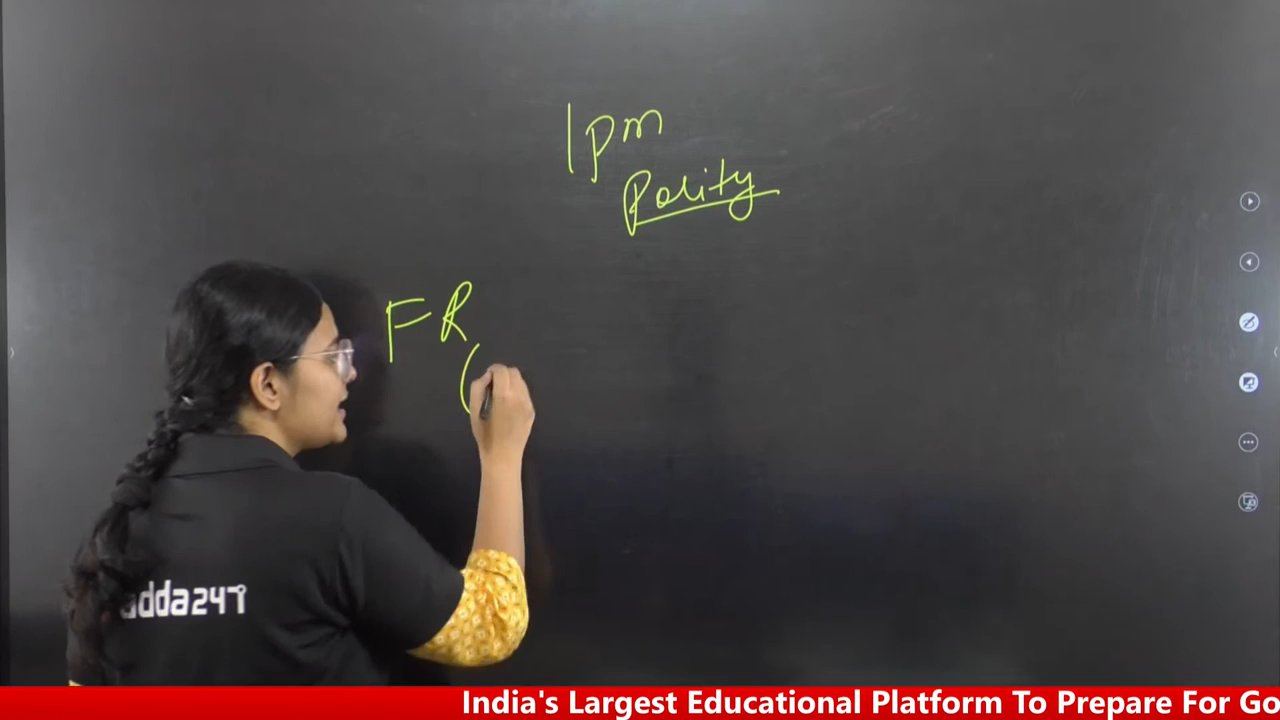 1pm
Polity
FR
(
adda247
India's Largest Educational Platform To Prepare For Go